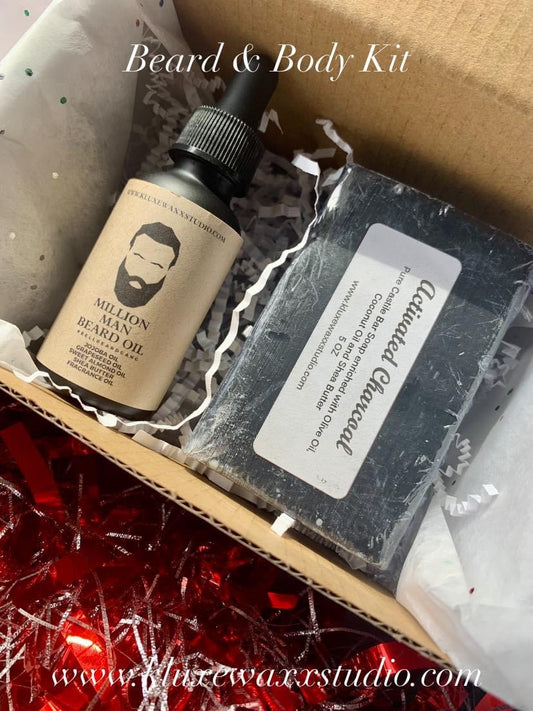 Beard & Body Kit
WWW.KLUXEWAXXSTUDIO.COM
MILLION
MAN
BEARD OIL
JOJOBA OIL
GRAPESEED OIL
SWEET ALMOND OIL
SHEA BUTTER
FRAGRANCE OIL
Activated Charcoal
Pure Castile Bar Soap enriched with Olive Oil,
Coconut Oil and Shea Butter
5 OZ
www.kluxewaxxstudio.com
www.kluxewaxxstudio.com